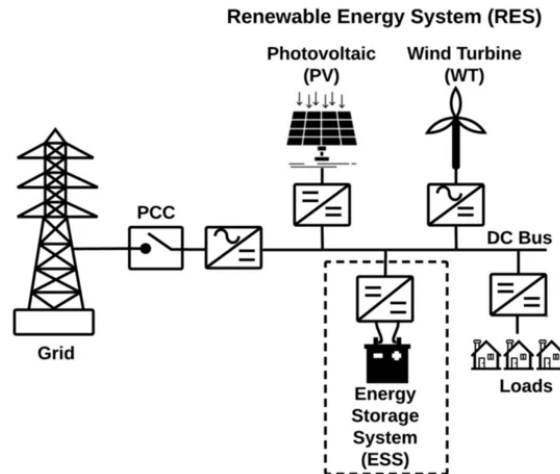 Renewable Energy System (RES)
Photovoltaic
(PV)
Wind Turbine
(WT)
PCC
DC Bus
Grid
Loads
Energy
Storage
System
(ESS)